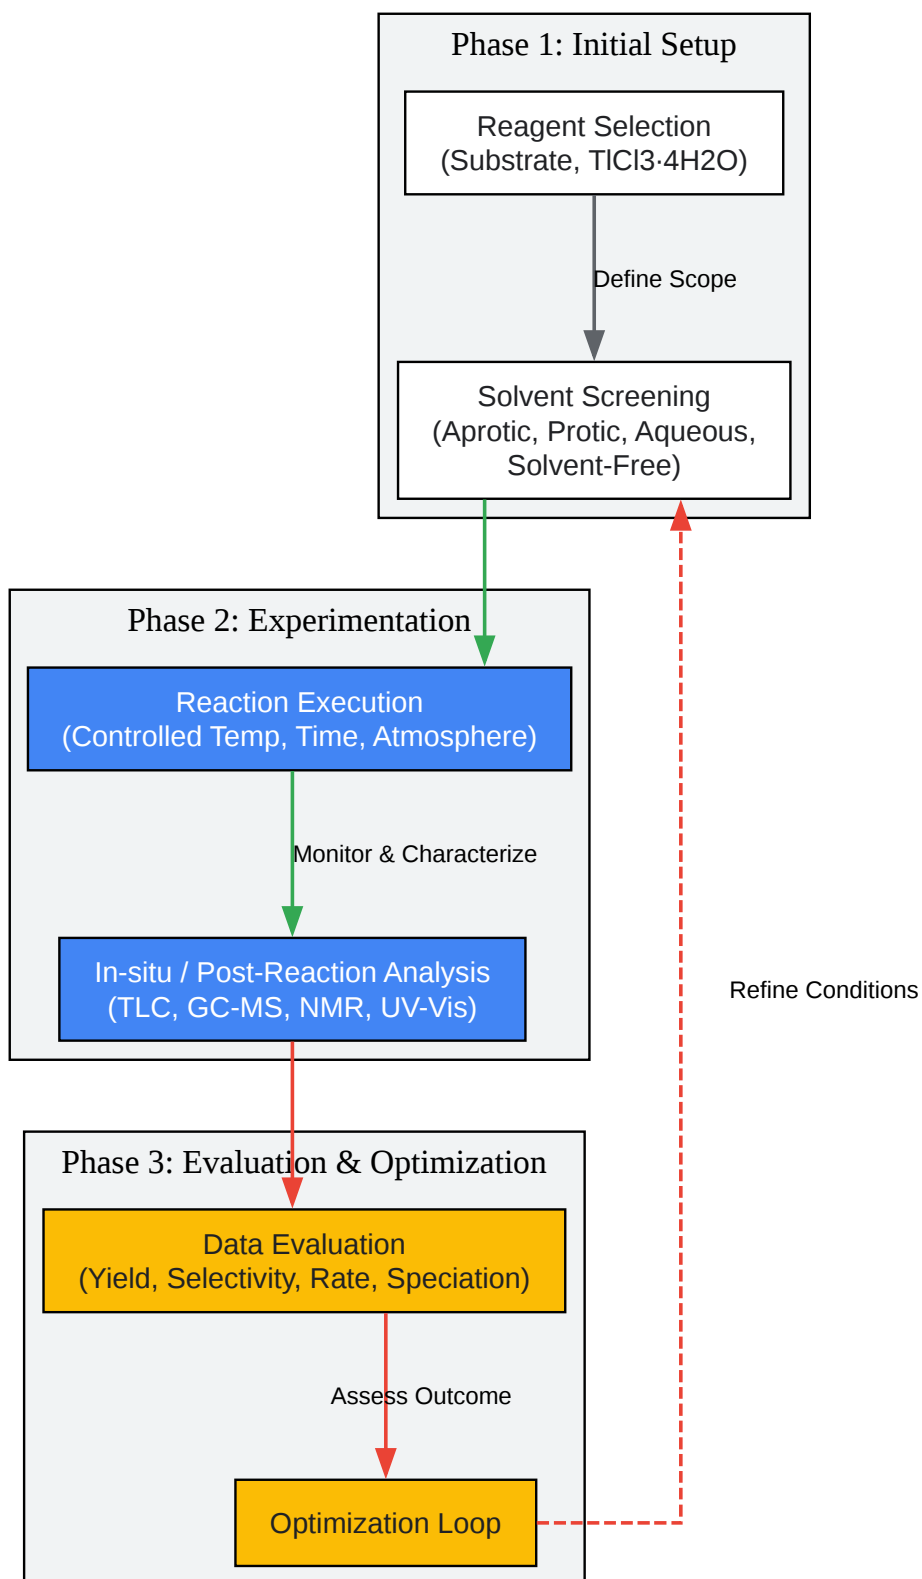 Phase 1: Initial Setup
Reagent Selection
(Substrate, TlCl3·4H2O)
Define Scope
Solvent Screening
(Aprotic, Protic, Aqueous,
Solvent-Free)
Phase 2: Experimentation
Reaction Execution
(Controlled Temp, Time, Atmosphere)
Monitor & Characterize
In-situ / Post-Reaction Analysis
(TLC, GC-MS, NMR, UV-Vis)
Refine Conditions
Phase 3: Evaluation & Optimization
Data Evaluation
(Yield, Selectivity, Rate, Speciation)
Assess Outcome
Optimization Loop